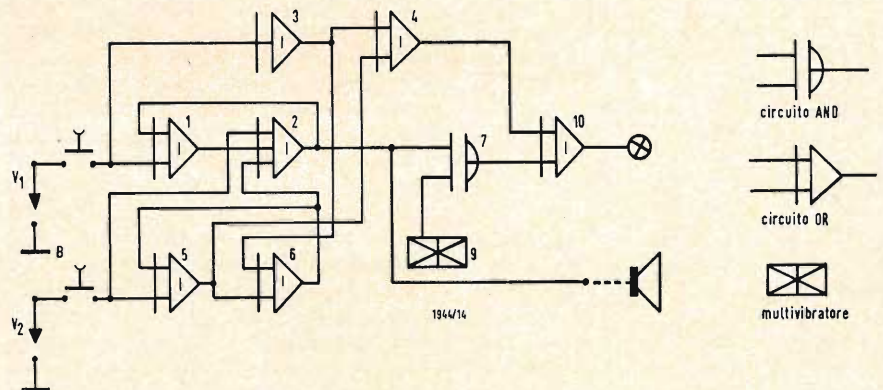 3
4
1
2
7
10
circuito AND
V1
B
5
6
9
circuito OR
V2
1944/14
multivibratore